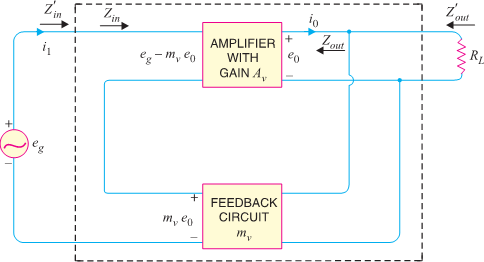 Z′in
Zin
i1
eg – mv e0
AMPLIFIER
WITH
GAIN Av
+
e0
–
i0
Zout
Z′out
RL
+
eg
–
+
mv e0
–
FEEDBACK
CIRCUIT
mv